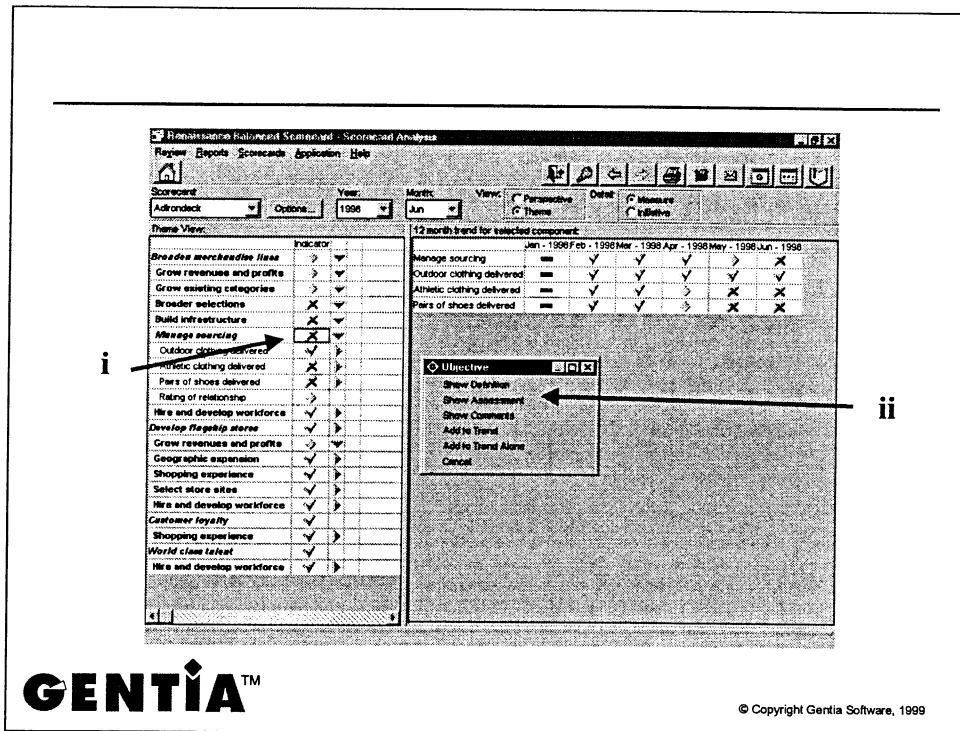 Renaissance Balanced Scorecard - Scorecard Analysis
Review Reports Scorecards Application Help
Scorecard Year: Month: View: Perspective Detail: Measure
Adirondack Options... 1998 Jun Theme Initiative
Theme View:
Indicator
Broaden merchandise lines
Grow revenues and profits
Grow existing categories
Broader selections
Build infrastructure
Manage sourcing
Outdoor clothing delivered
Athletic clothing delivered
Pairs of shoes delivered
Rating of relationship
Hire and develop workforce
Develop flagship stores
Grow revenues and profits
Geographic expansion
Shopping experience
Select store sites
Hire and develop workforce
Customer loyalty
Shopping experience
World class talent
Hire and develop workforce
12 month trend for selected component:
Jan - 1998 Feb - 1998 Mar - 1998 Apr - 1998 May - 1998 Jun - 1998
Manage sourcing
Outdoor clothing delivered
Athletic clothing delivered
Pairs of shoes delivered
Objective
Show Definition
Show Assessment
Show Comments
Add to Trend
Add to Trend Alone
Cancel
i
ii
GENTIA™
© Copyright Gentia Software, 1999